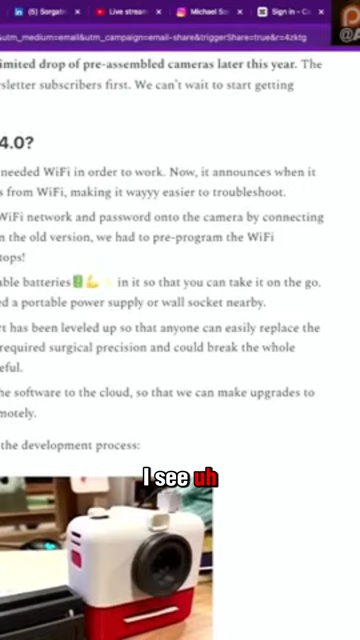 Sorgat
Live stream
Michael So
Sign in - C
&utm_medium=email&utm_campaign=email-share&triggerShare=true&r=4zktg
imited drop of pre-assembled cameras later this year. The
sletter subscribers first. We can't wait to start getting
4.0?
needed WiFi in order to work. Now, it announces when it
s from WiFi, making it wayyy easier to troubleshoot.
WiFi network and password onto the camera by connecting
n the old version, we had to pre-program the WiFi
tops!
able batteries🔋💪✨ in it so that you can take it on the go.
ed a portable power supply or wall socket nearby.
rt has been leveled up so that anyone can easily replace the
required surgical precision and could break the whole
eful.
he software to the cloud, so that we can make upgrades to
motely.
the development process:
I see uh